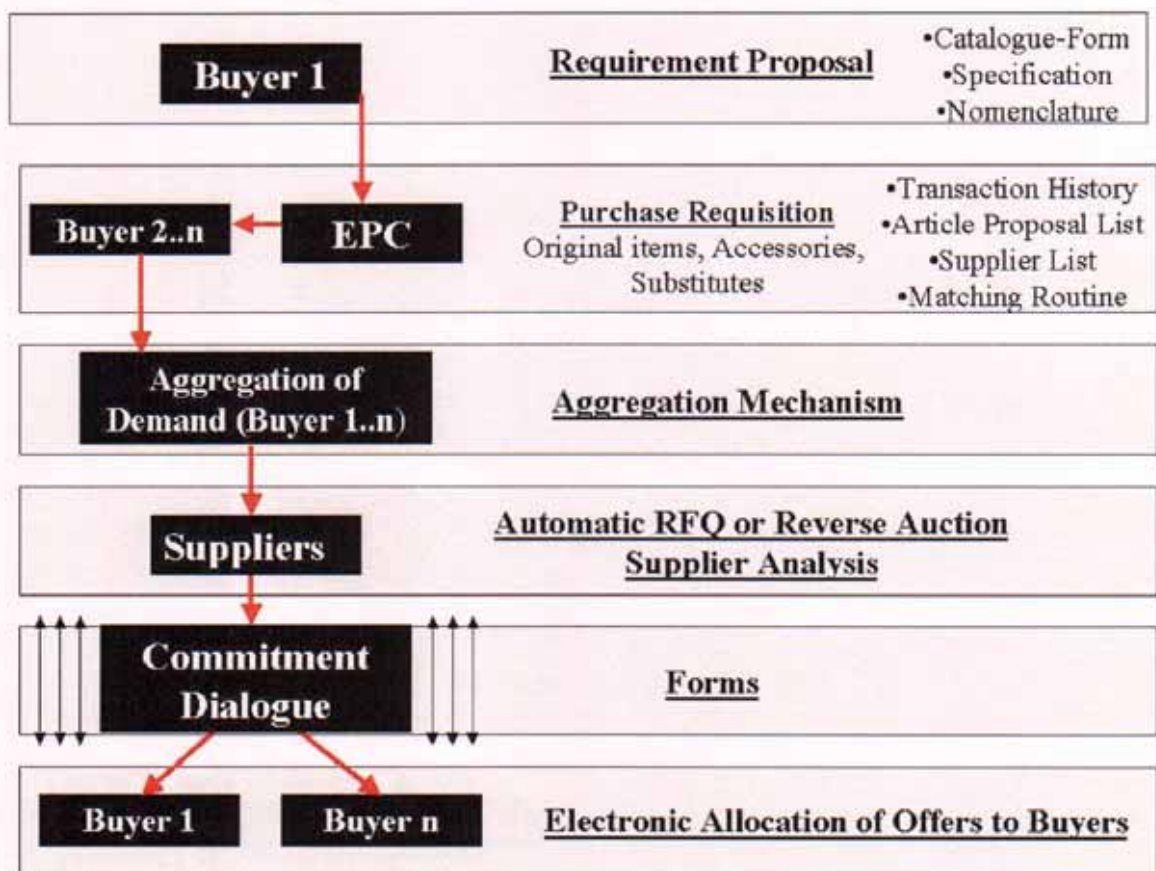 Buyer 1
Requirement Proposal
•Catalogue-Form
•Specification
•Nomenclature
Buyer 2..n
EPC
Purchase Requisition
Original items, Accessories,
Substitutes
•Transaction History
•Article Proposal List
•Supplier List
•Matching Routine
Aggregation of
Demand (Buyer 1..n)
Aggregation Mechanism
Suppliers
Automatic RFQ or Reverse Auction
Supplier Analysis
Commitment
Dialogue
Forms
Buyer 1
Buyer n
Electronic Allocation of Offers to Buyers